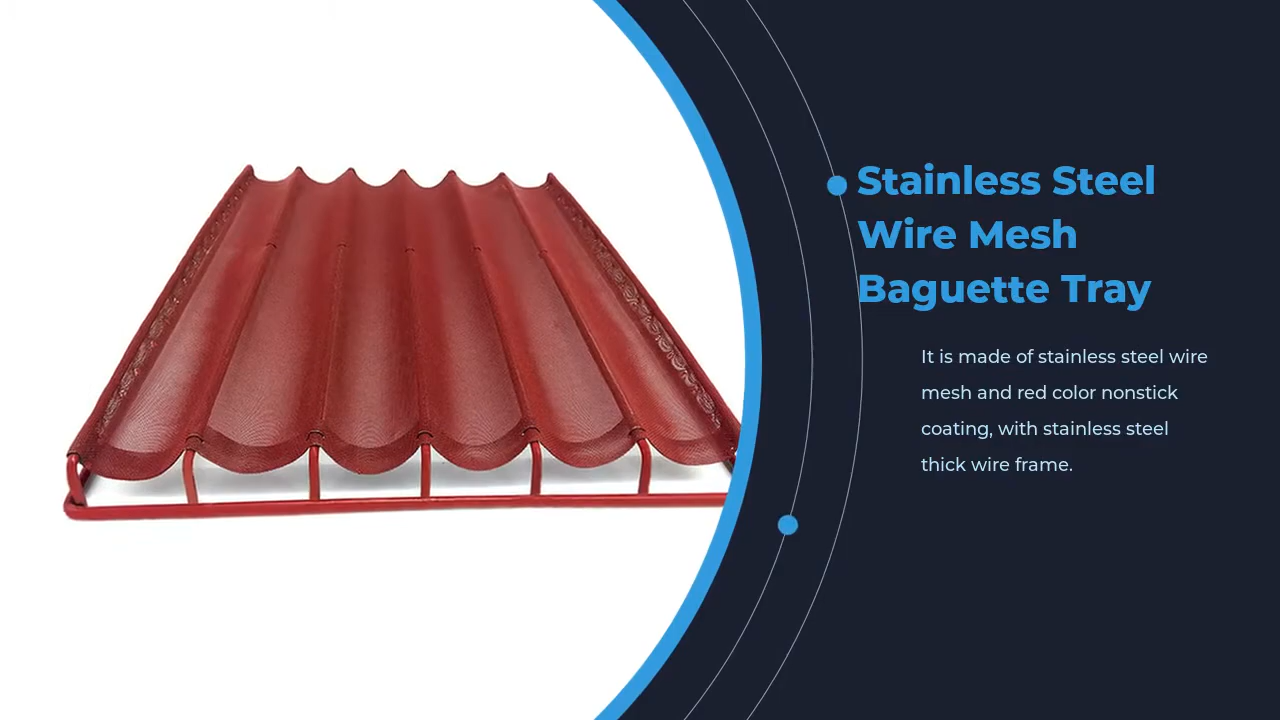 Stainless Steel
Wire Mesh
Baguette Tray
It is made of stainless steel wire
mesh and red color nonstick
coating, with stainless steel
thick wire frame.